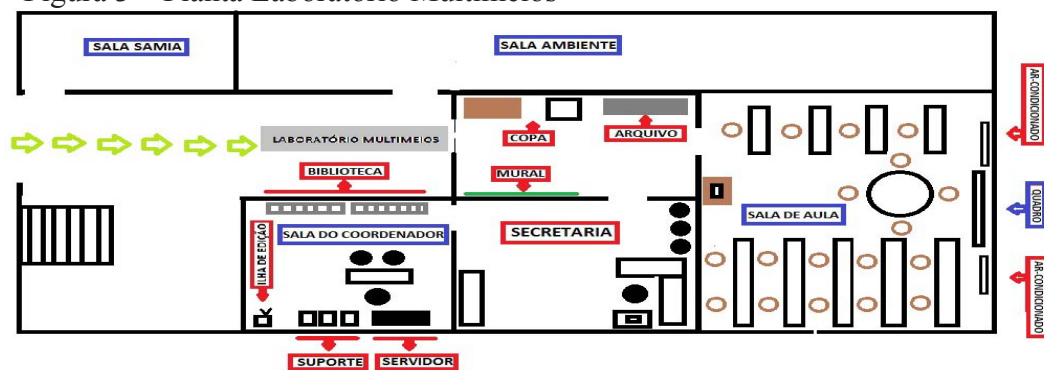 Figura 3 – Planta Laboratório Multimeios
SALA SAMIA
SALA AMBIENTE
AR-CONDICIONADO
LABORATÓRIO MULTIMEIOS
COPA
ARQUIVO
BIBLIOTECA
MURAL
QUADRO
SALA DE AULA
SALA DO COORDENADOR
SECRETARIA
ILHA DE EDIÇÃO
AR-CONDICIONADO
SUPORTE
SERVIDOR